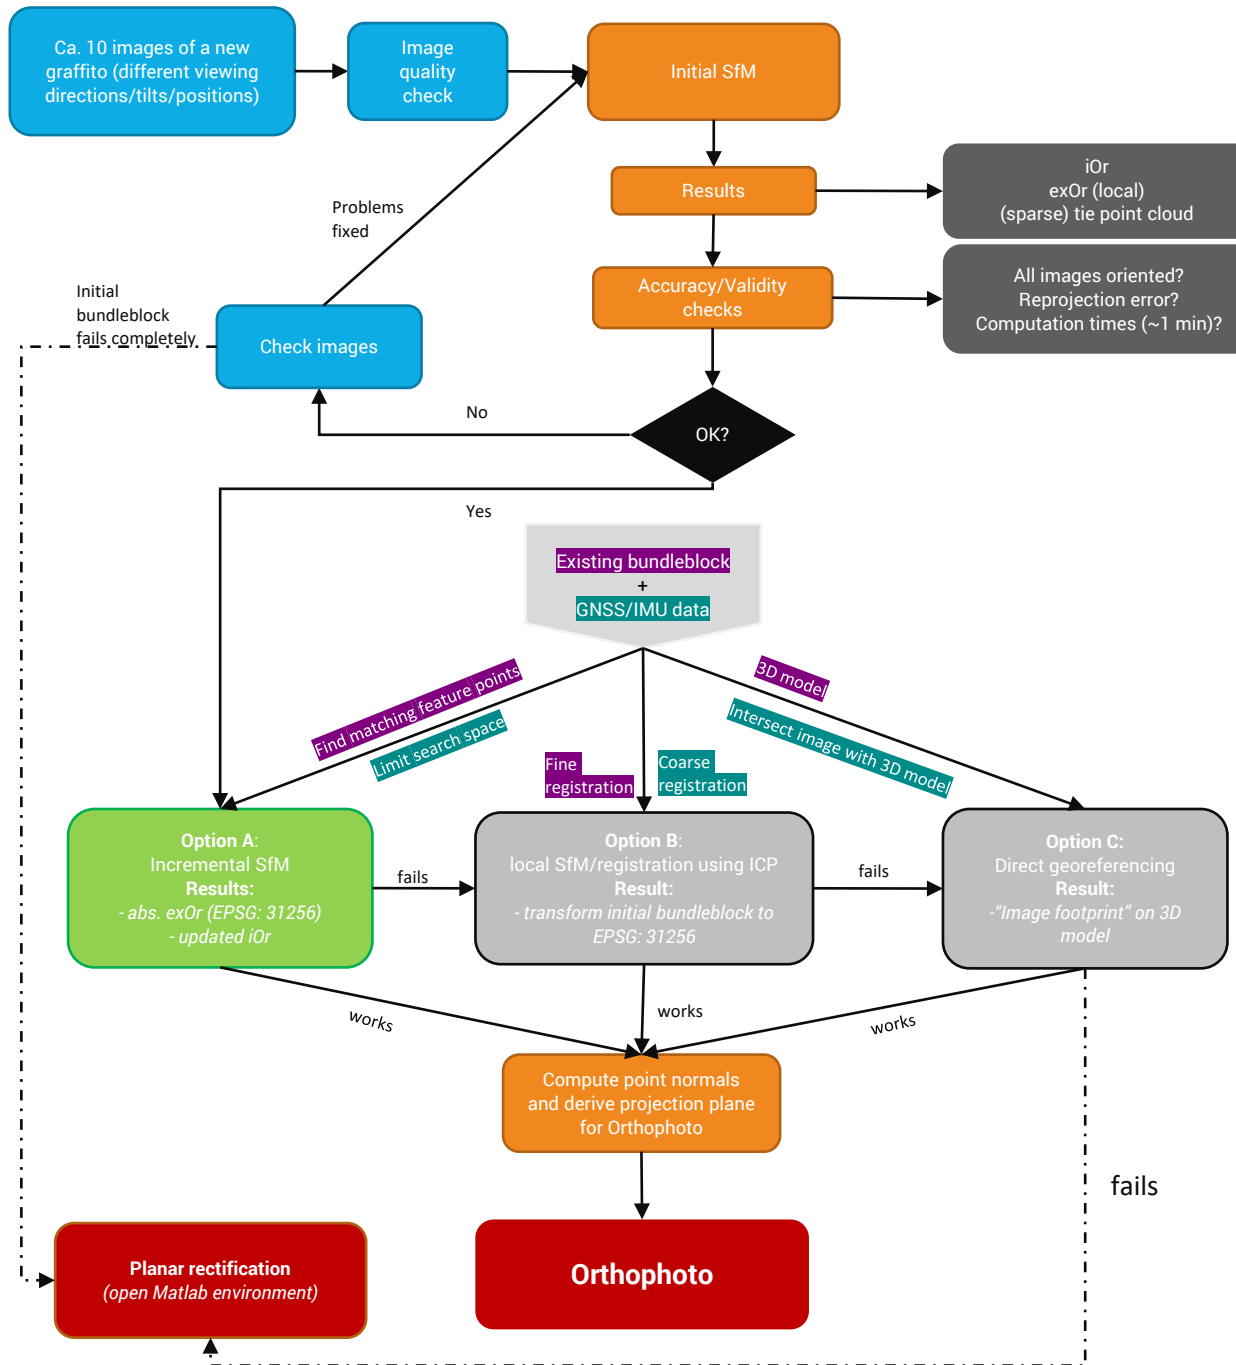 Ca. 10 images of a new
graffito (different viewing
directions/tilts/positions)
Image
quality
check
Initial SfM
Results
iOr
exOr (local)
(sparse) tie point cloud
Problems
fixed
Accuracy/Validity
checks
All images oriented?
Reprojection error?
Computation times (~1 min)?
Initial
bundleblock
fails completely
Check images
No
OK?
Yes
Existing bundleblock
+
GNSS/IMU data
Find matching feature points
Limit search space
Fine
registration
Coarse
registration
3D model
Intersect image with 3D model
Option A:
Incremental SfM
Results:
- abs. exOr (EPSG: 31256)
- updated iOr
fails
Option B:
local SfM/registration using ICP
Result:
- transform initial bundleblock to
EPSG: 31256
fails
Option C:
Direct georeferencing
Result:
-“Image footprint” on 3D
model
works
works
works
Compute point normals
and derive projection plane
for Orthophoto
fails
Planar rectification
(open Matlab environment)
Orthophoto